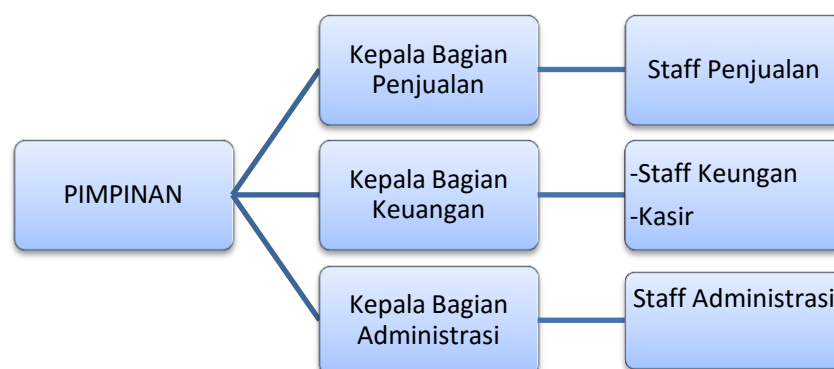 Kepala Bagian
Penjualan
Staff Penjualan
PIMPINAN
Kepala Bagian
Keuangan
-Staff Keungan
-Kasir
Kepala Bagian
Administrasi
Staff Administrasi